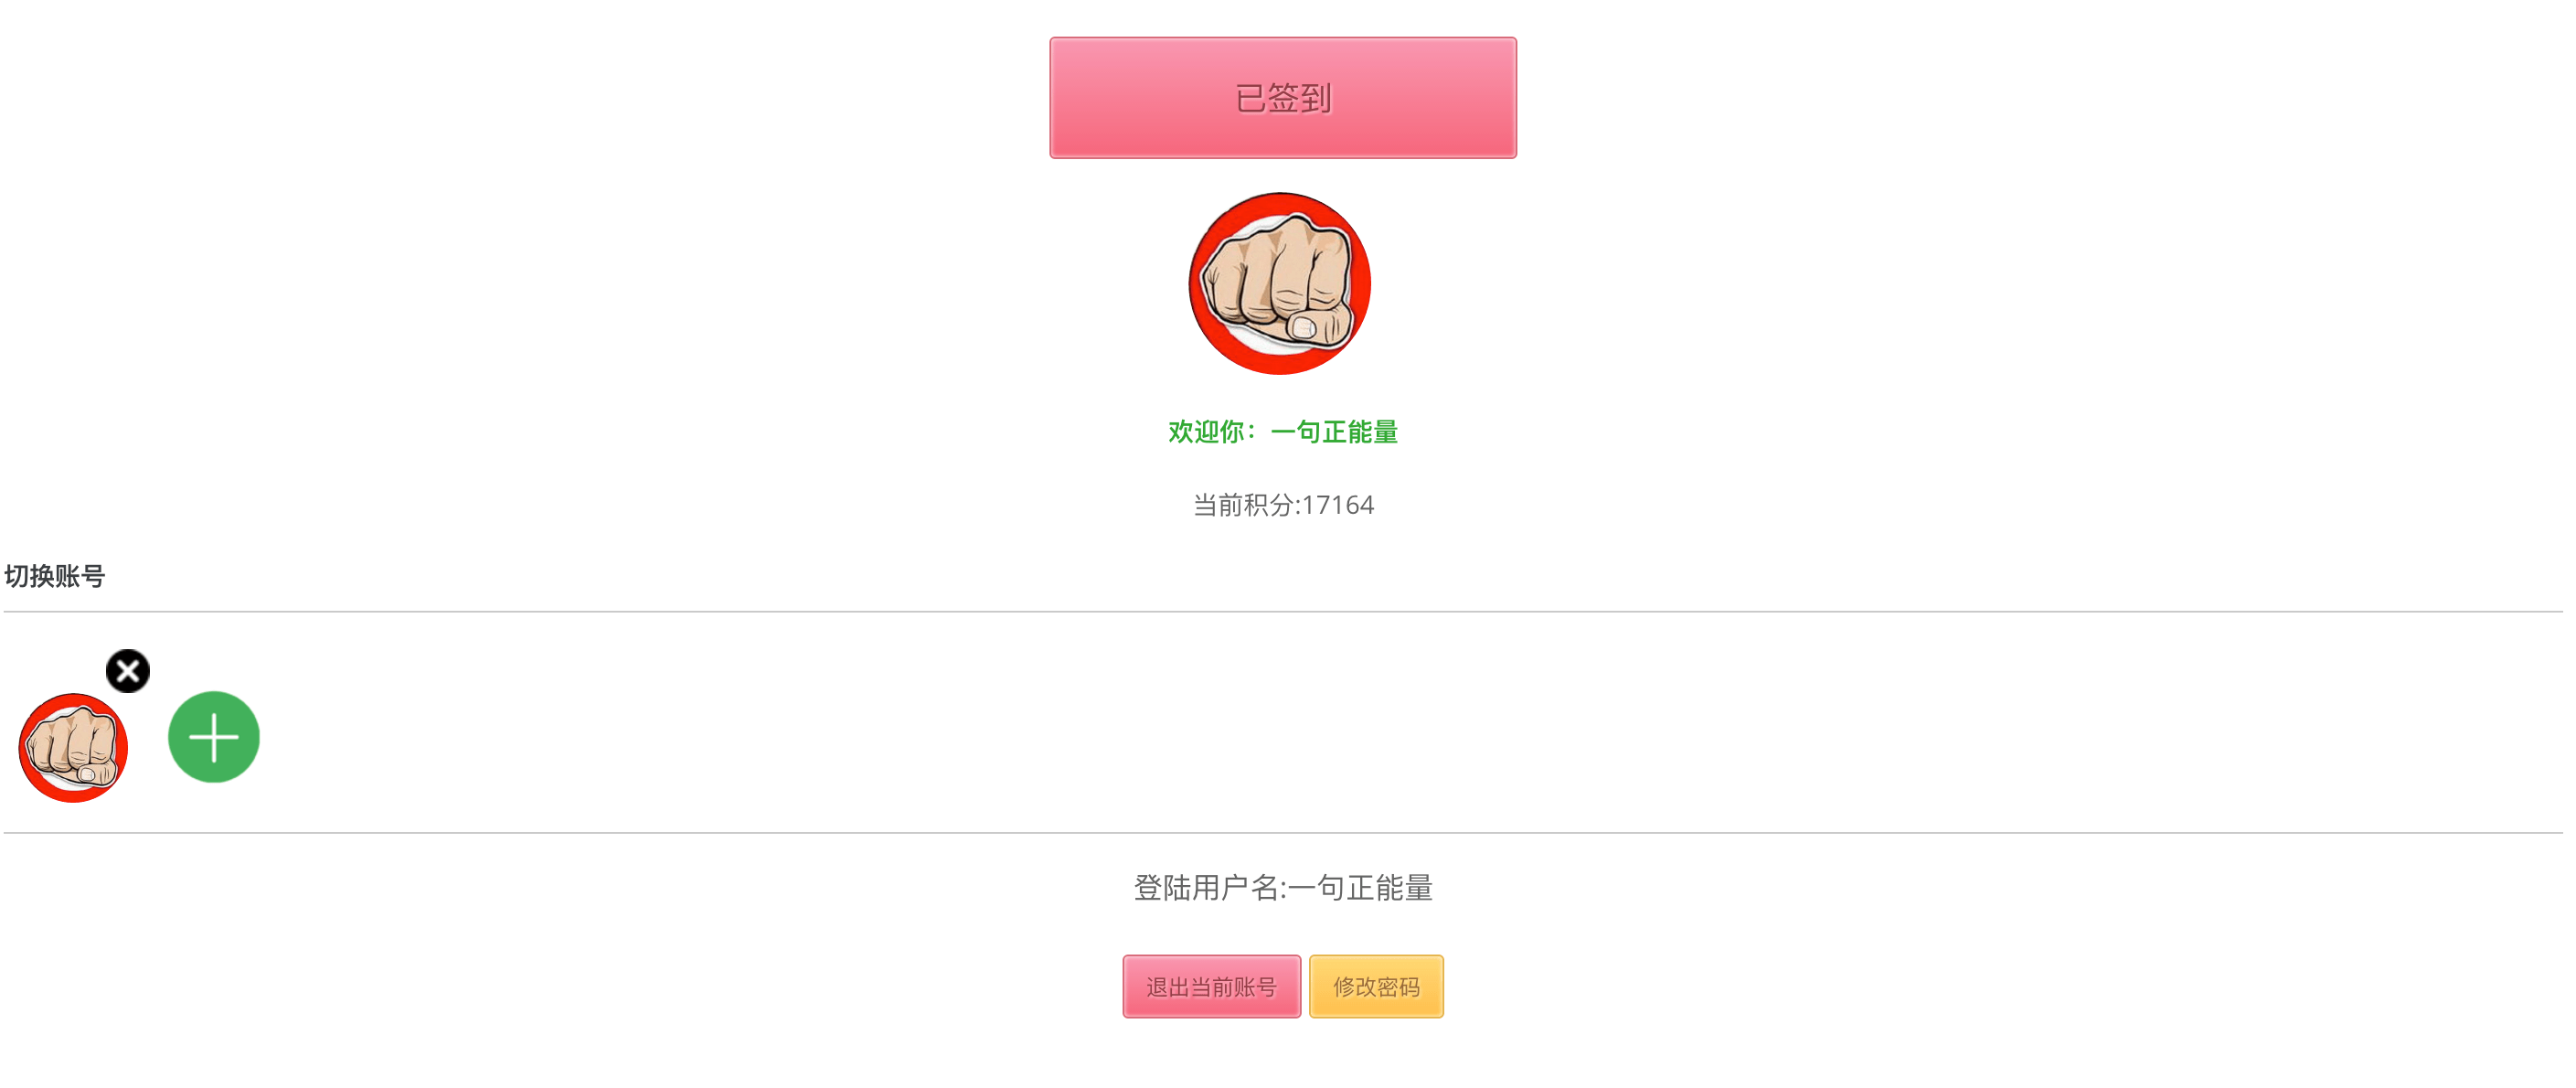 已签到
欢迎你：一句正能量
当前积分:17164
切换账号
登陆用户名:一句正能量
退出当前账号 修改密码